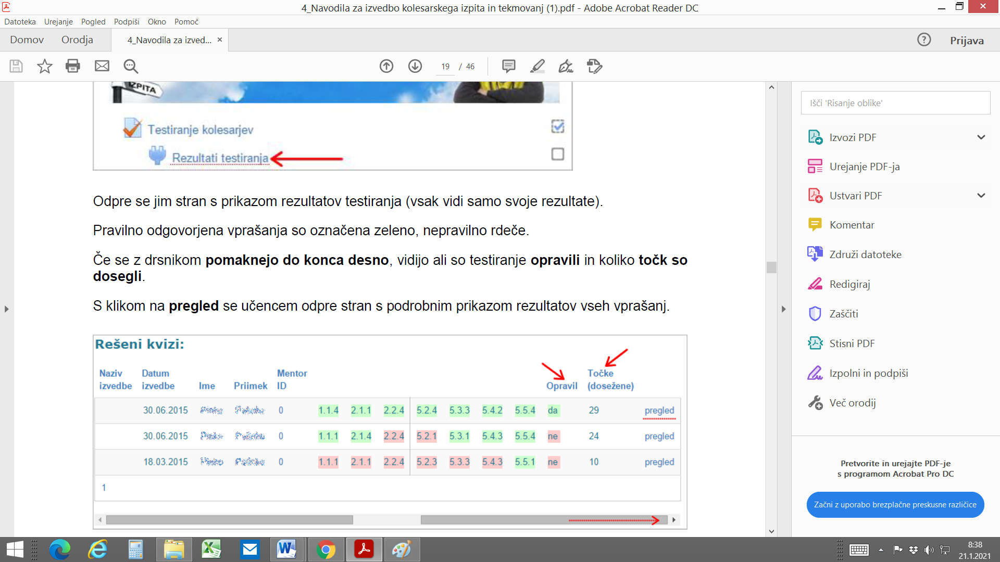 4_Navodila za izvedbo kolesarskega izpita in tekmovanj (1).pdf - Adobe Acrobat Reader DC
Datoteka Urejanje Pogled Podpiši Okno Pomoč
Domov Orodja 4_Navodila za izved... × Prijava
19 / 46
IZPITA
Testiranje kolesarjev
Rezultati testiranja
Odpre se jim stran s prikazom rezultatov testiranja (vsak vidi samo svoje rezultate).
Pravilno odgovorjena vprašanja so označena zeleno, nepravilno rdeče.
Če se z drsnikom pomaknejo do konca desno, vidijo ali so testiranje opravili in koliko točk so
dosegli.
S klikom na pregled se učencem odpre stran s podrobnim prikazom rezultatov vseh vprašanj.
Rešeni kvizi:
Naziv izvedbe Datum izvedbe Ime Priimek Mentor ID Opravil Točke (dosežene)
30.06.2015 0 1.1.4 2.1.1 2.2.4 5.2.4 5.3.3 5.4.2 5.5.4 da 29 pregled
30.06.2015 0 1.1.1 2.1.4 2.2.4 5.2.1 5.3.1 5.4.3 5.5.4 ne 24 pregled
18.03.2015 0 1.1.1 2.1.1 2.2.4 5.2.3 5.3.3 5.4.3 5.5.1 ne 10 pregled
1
Išči 'Risanje oblike'
Izvozi PDF
Urejanje PDF-ja
Ustvari PDF
Komentar
Združi datoteke
Redigiraj
Zaščiti
Stisni PDF
Izpolni in podpiši
Več orodij
Pretvorite in urejajte PDF-je
s programom Acrobat Pro DC
Začni z uporabo brezplačne preskusne različice
8:38
21.1.2021